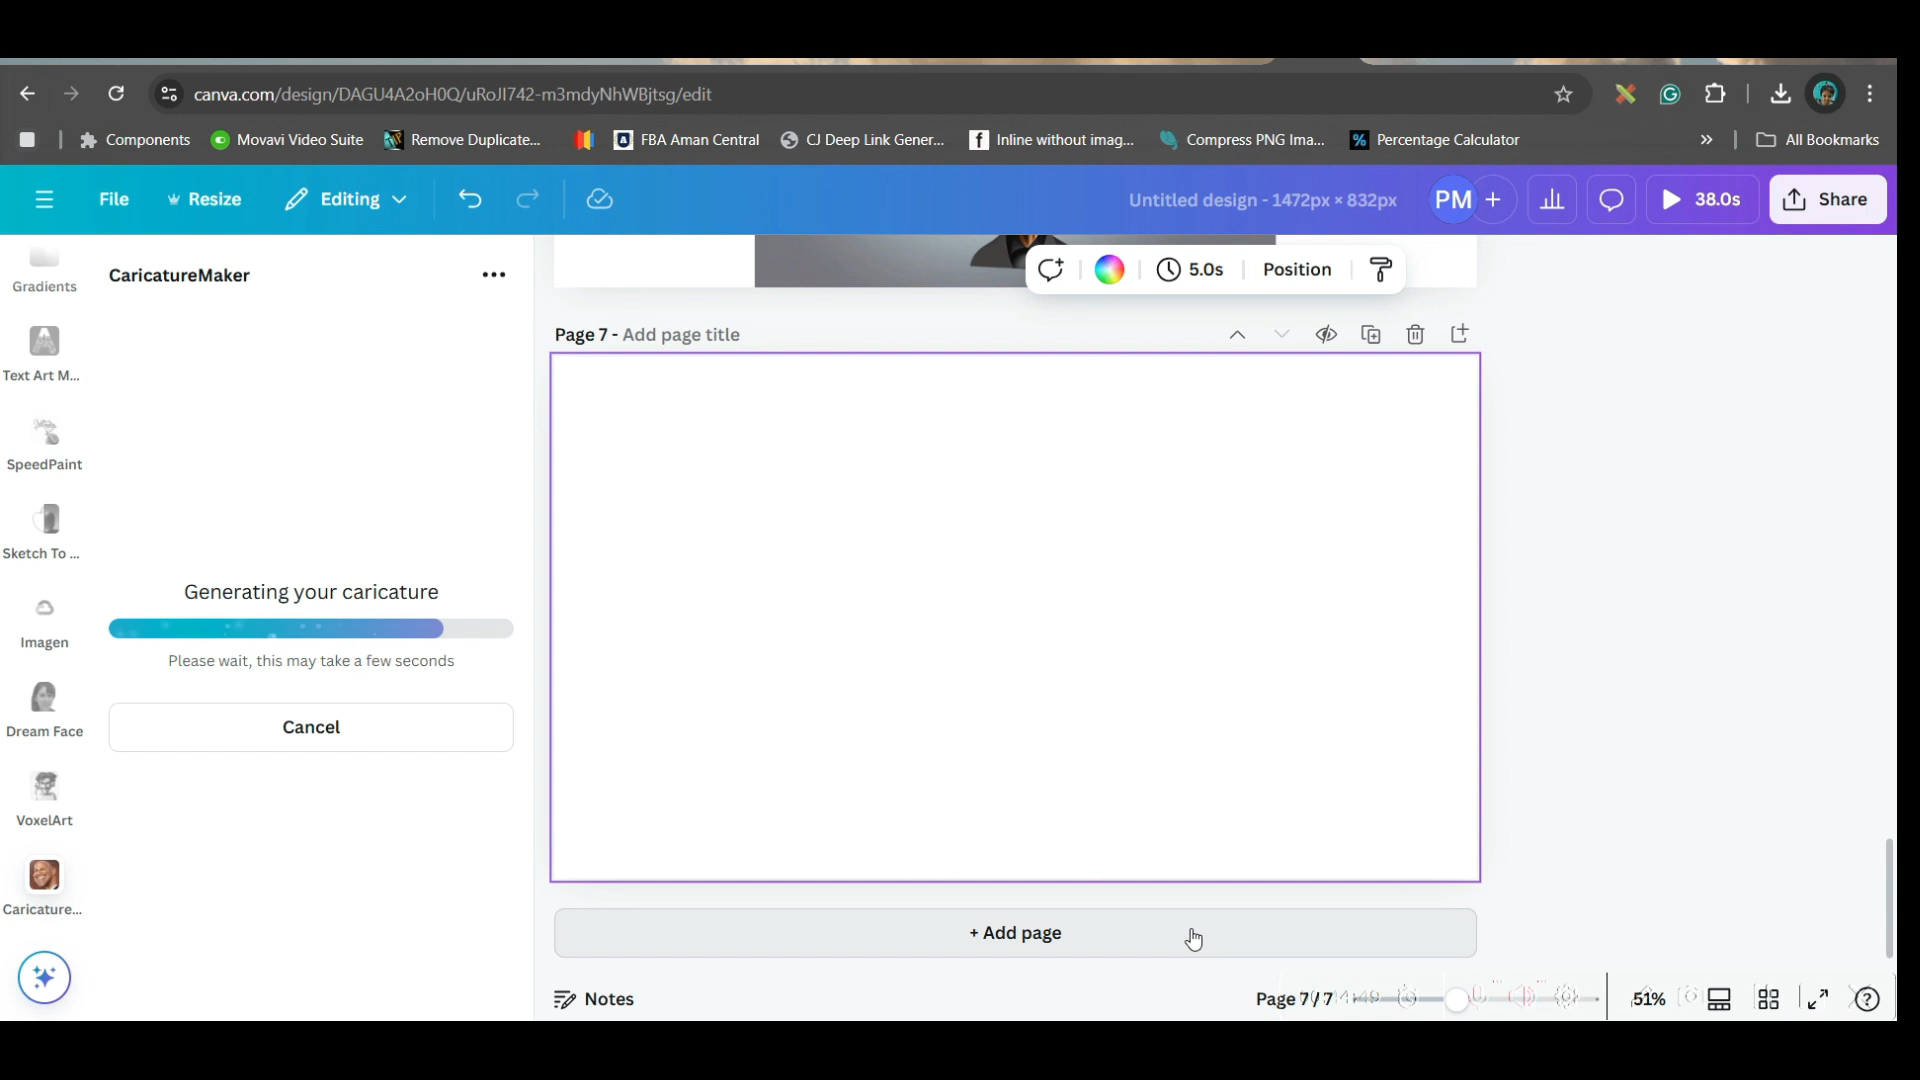 canva.com/design/DAGU4A2oH0Q/uRoJI742-m3mdyNhWBjtsg/edit
Components
Movavi Video Suite
Remove Duplicate...
FBA Aman Central
CJ Deep Link Gener...
Inline without imag...
Compress PNG Ima...
Percentage Calculator
»
All Bookmarks
File
Resize
Editing
Untitled design - 1472px × 832px
PM
+
38.0s
Share
Gradients
Text Art M...
SpeedPaint
Sketch To ...
Imagen
Dream Face
VoxelArt
Caricature...
CaricatureMaker
Generating your caricature
Please wait, this may take a few seconds
Cancel
5.0s
Position
Page 7 - Add page title
+ Add page
Notes
Page 7 / 7
51%